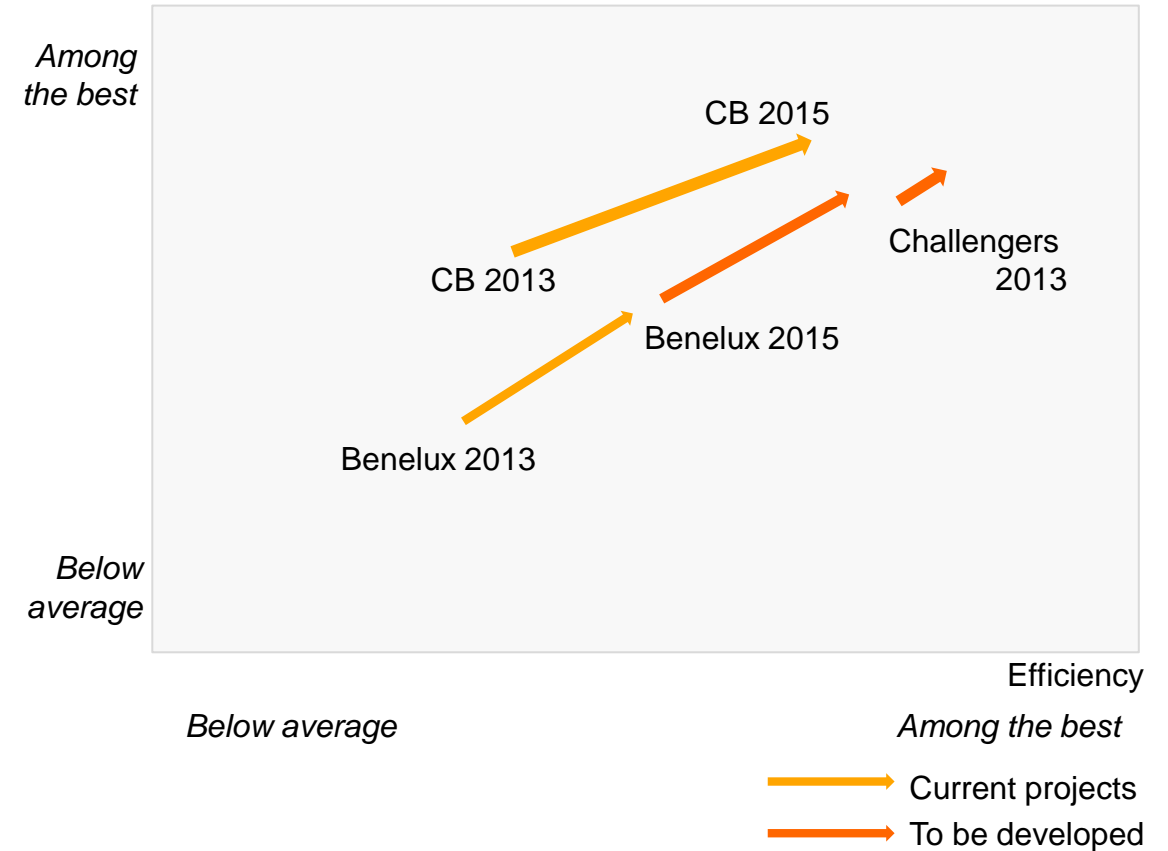 Among
the best
CB 2015
Challengers
2013
CB 2013
Benelux 2015
Benelux 2013
Below
average
Efficiency
Below average
Among the best
Current projects
To be developed